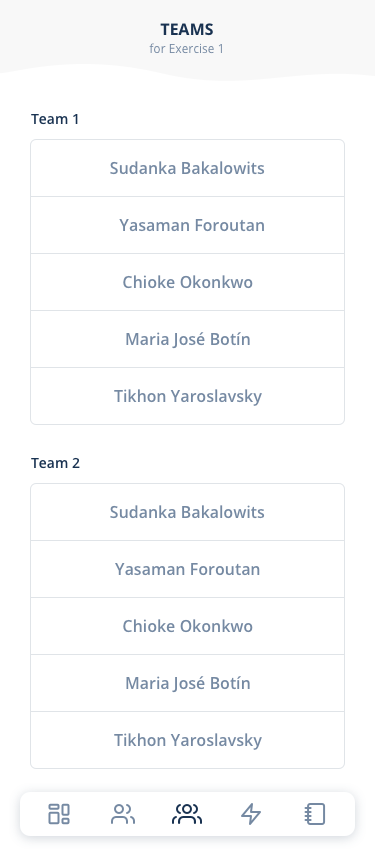 TEAMS
for Exercise 1
Team 1
Sudanka Bakalowits
Yasaman Foroutan
Chioke Okonkwo
Maria José Botín
Tikhon Yaroslavsky
Team 2
Sudanka Bakalowits
Yasaman Foroutan
Chioke Okonkwo
Maria José Botín
Tikhon Yaroslavsky